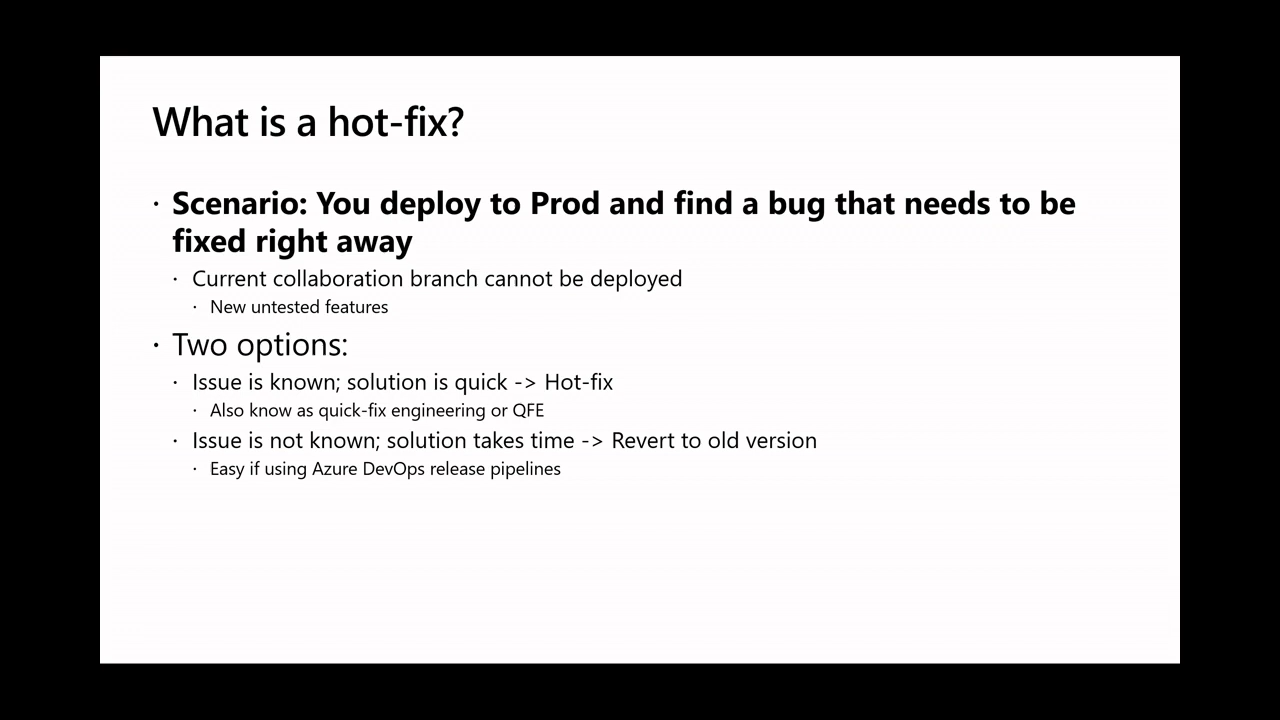 What is a hot-fix?
· Scenario: You deploy to Prod and find a bug that needs to be
fixed right away
· Current collaboration branch cannot be deployed
· New untested features
· Two options:
· Issue is known; solution is quick -> Hot-fix
· Also know as quick-fix engineering or QFE
· Issue is not known; solution takes time -> Revert to old version
· Easy if using Azure DevOps release pipelines